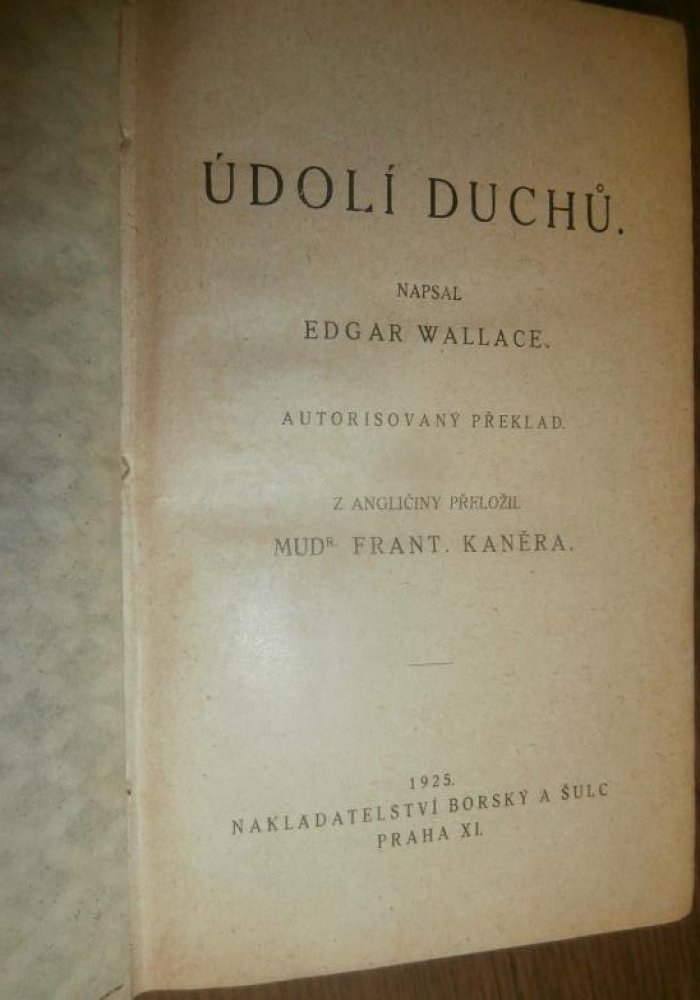 ÚDOLÍ DUCHŮ.
NAPSAL
EDGAR WALLACE.
AUTORISOVANÝ PŘEKLAD.
Z ANGLIČINY PŘELOŽIL
MUDR. FRANT. KANĚRA.
1925.
NAKLADATELSTVÍ BORSKÝ A ŠULC
PRAHA XI.